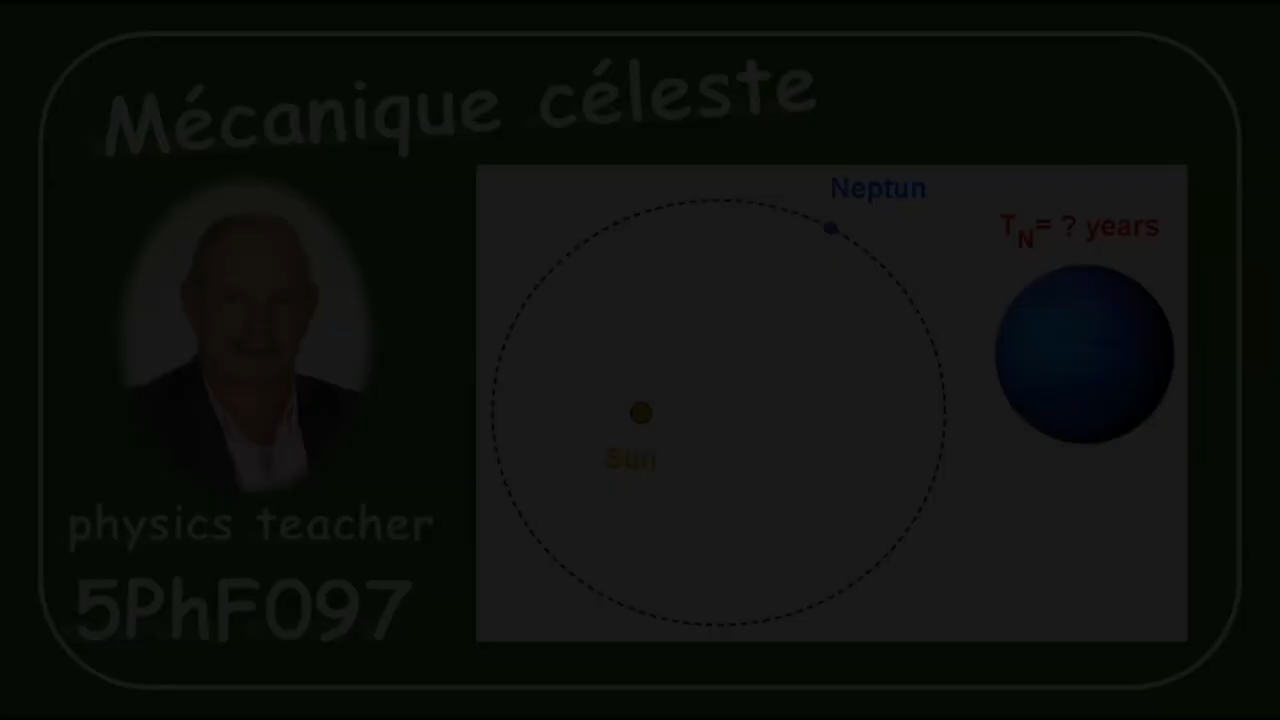 Mécanique céleste
Neptun
T_N = ? years
Sun
physics teacher
5PhF097